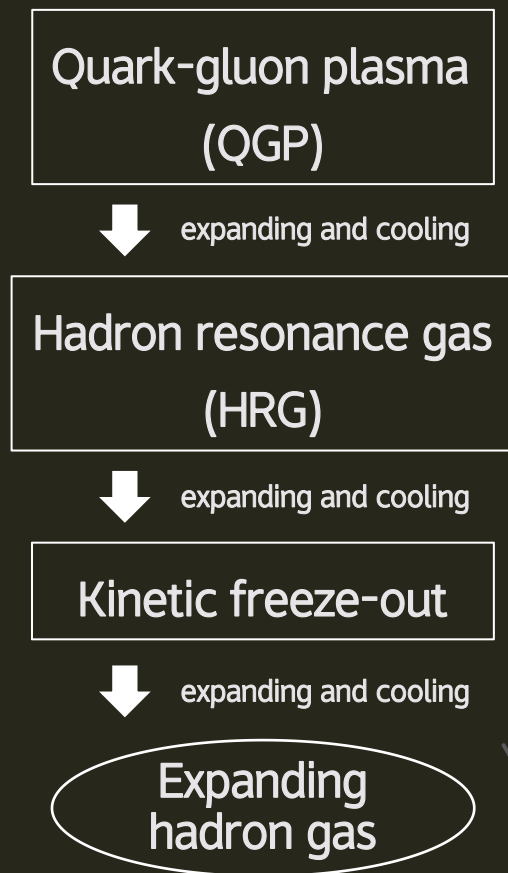 Quark-gluon plasma
(QGP)
expanding and cooling
Hadron resonance gas
(HRG)
expanding and cooling
Kinetic freeze-out
expanding and cooling
Expanding
hadron gas